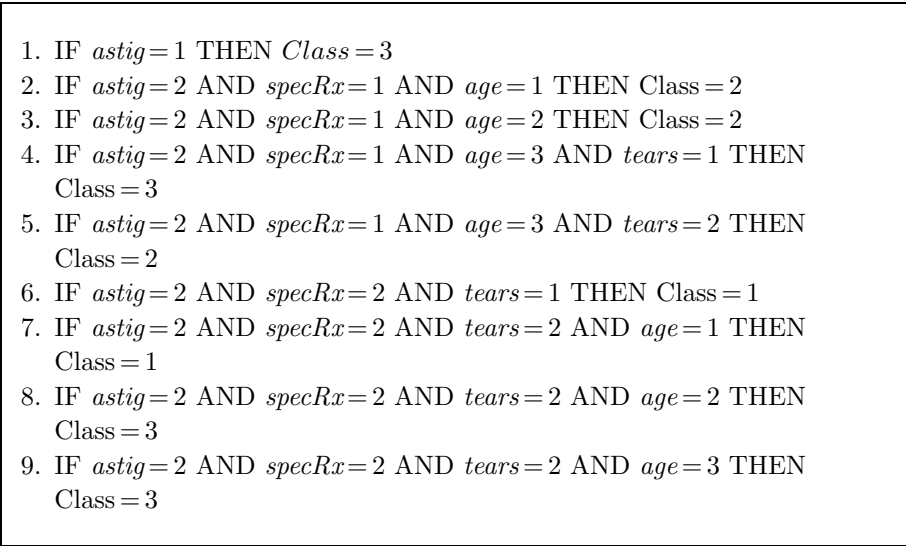 1. IF astig=1 THEN Class=3
2. IF astig=2 AND specRx=1 AND age=1 THEN Class=2
3. IF astig=2 AND specRx=1 AND age=2 THEN Class=2
4. IF astig=2 AND specRx=1 AND age=3 AND tears=1 THEN
Class=3
5. IF astig=2 AND specRx=1 AND age=3 AND tears=2 THEN
Class=2
6. IF astig=2 AND specRx=2 AND tears=1 THEN Class=1
7. IF astig=2 AND specRx=2 AND tears=2 AND age=1 THEN
Class=1
8. IF astig=2 AND specRx=2 AND tears=2 AND age=2 THEN
Class=3
9. IF astig=2 AND specRx=2 AND tears=2 AND age=3 THEN
Class=3